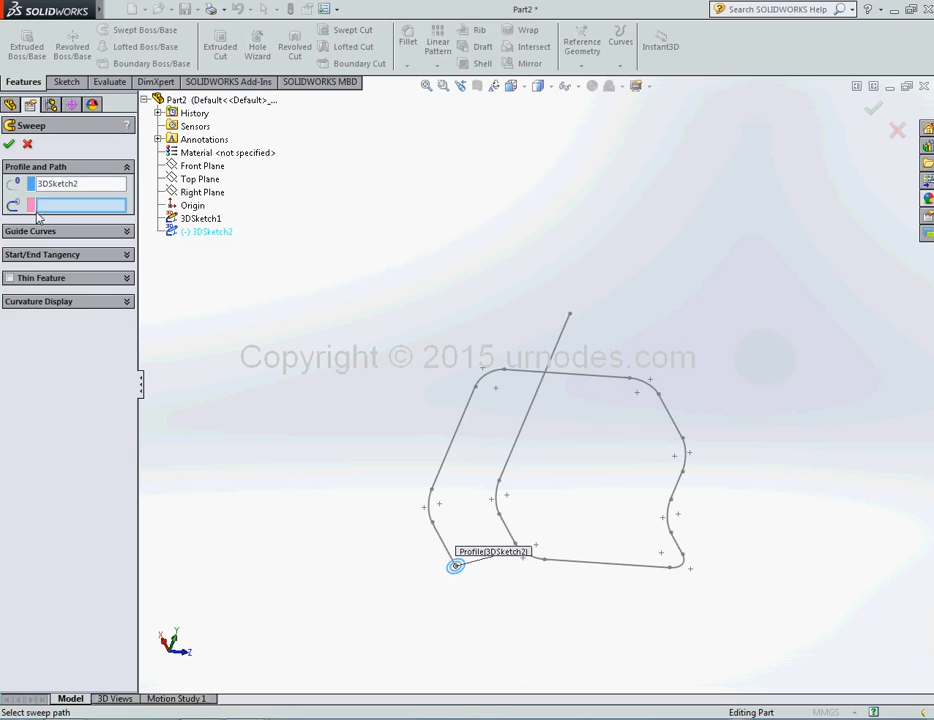 SOLIDWORKS
Part2 *
Search SOLIDWORKS Help
Extruded Boss/Base
Revolved Boss/Base
Swept Boss/Base
Lofted Boss/Base
Boundary Boss/Base
Extruded Cut
Hole Wizard
Revolved Cut
Swept Cut
Lofted Cut
Boundary Cut
Fillet
Linear Pattern
Rib
Draft
Shell
Wrap
Intersect
Mirror
Reference Geometry
Curves
Instant3D
Features
Sketch
Evaluate
DimXpert
SOLIDWORKS Add-Ins
SOLIDWORKS MBD
Sweep
?
Profile and Path
3DSketch2
Guide Curves
Start/End Tangency
Thin Feature
Curvature Display
Part2 (Default<<Default>_...
History
Sensors
Annotations
Material <not specified>
Front Plane
Top Plane
Right Plane
Origin
3DSketch1
(-) 3DSketch2
Copyright © 2015 urnodes.com
Profile(3DSketch2)
X
Y
Z
Model
3D Views
Motion Study 1
Select sweep path
Editing Part
MMGS